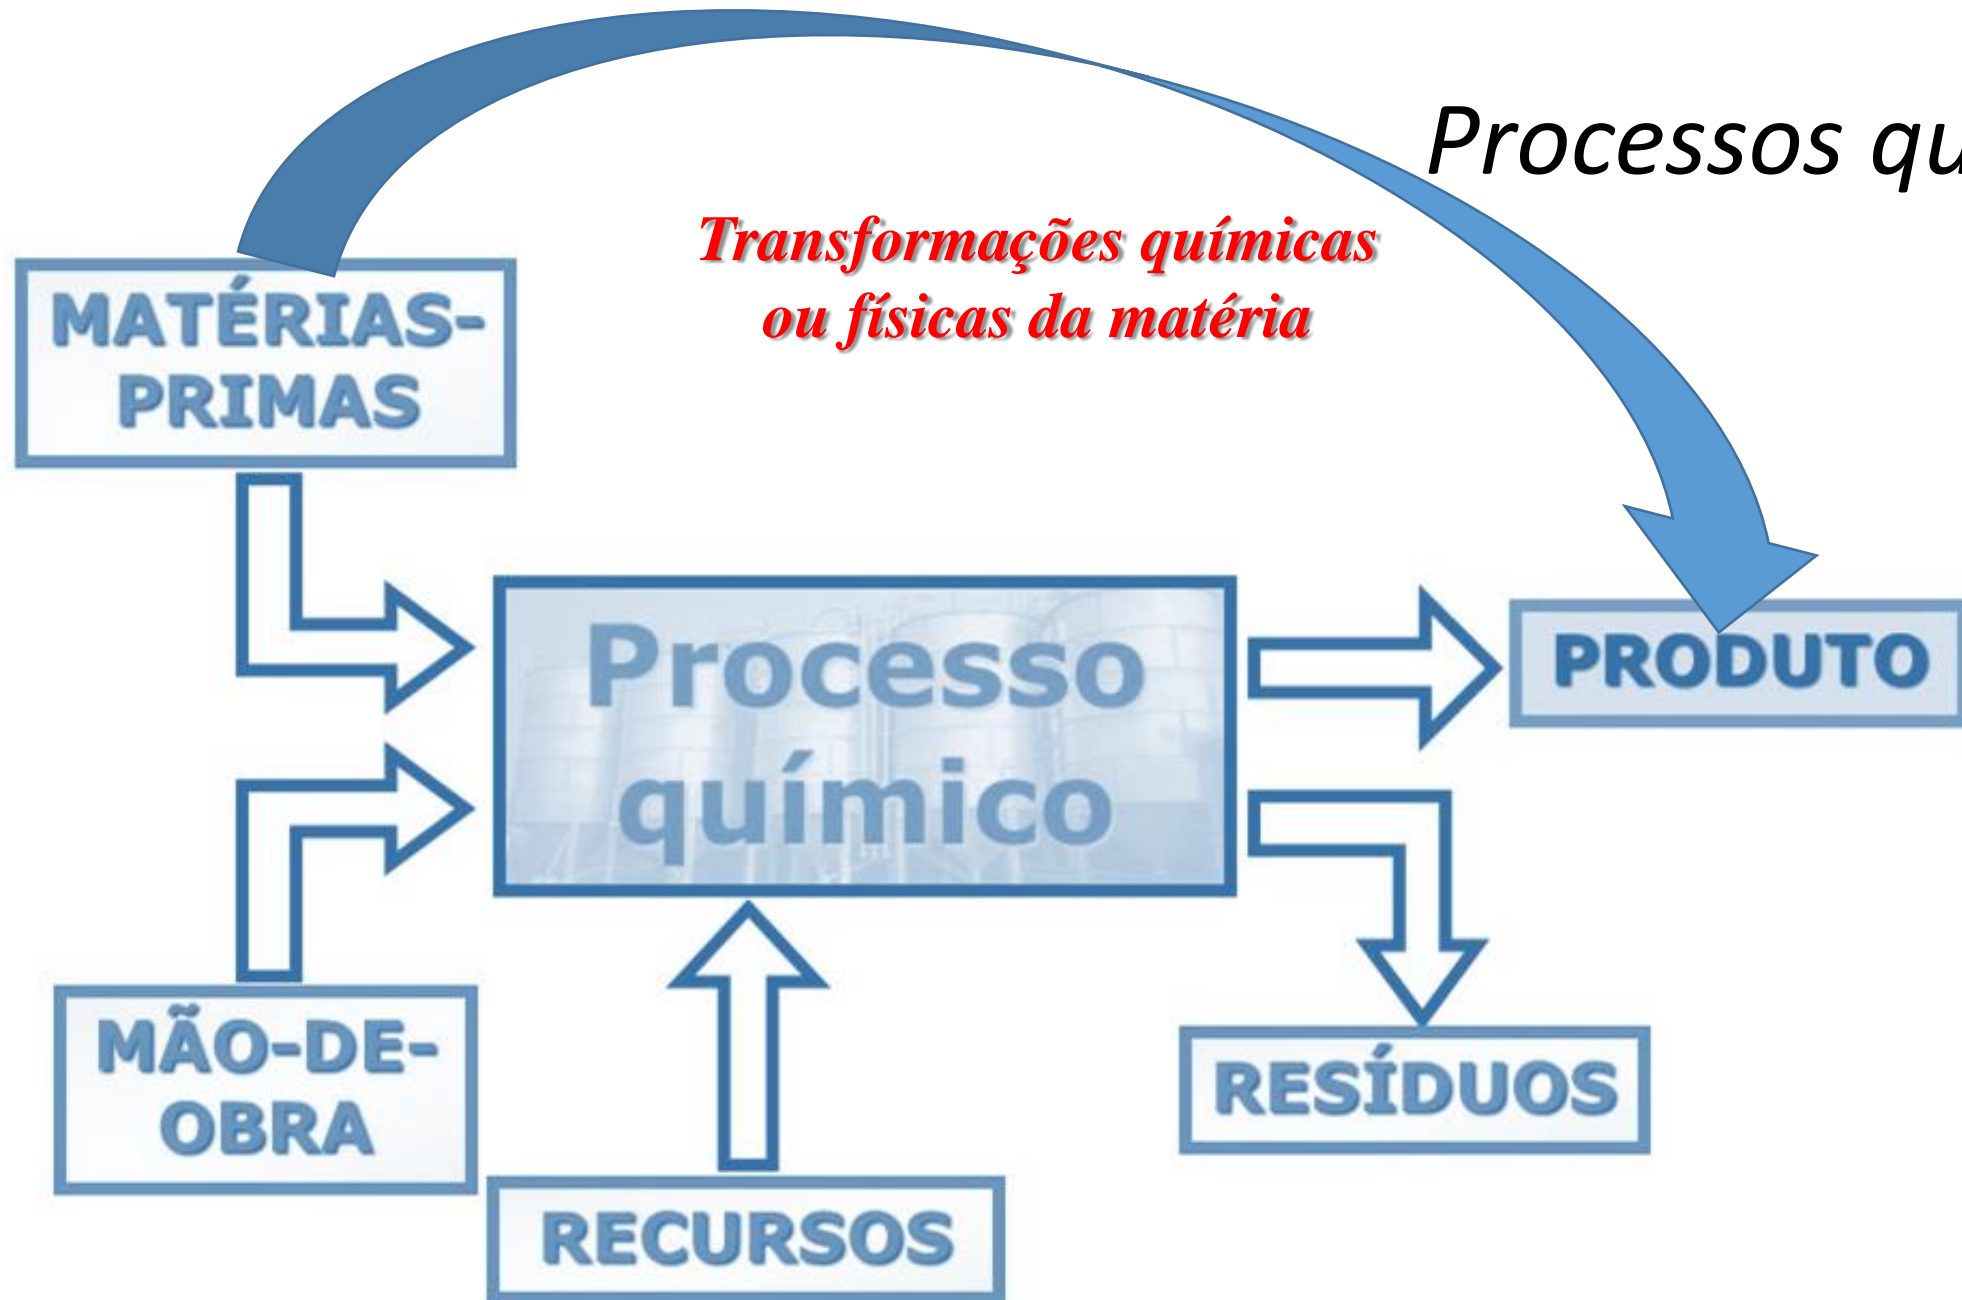 Processos qu
Transformações químicas
ou físicas da matéria
MATÉRIAS-
PRIMAS
Processo
químico
PRODUTO
MÃO-DE-
OBRA
RESÍDUOS
RECURSOS